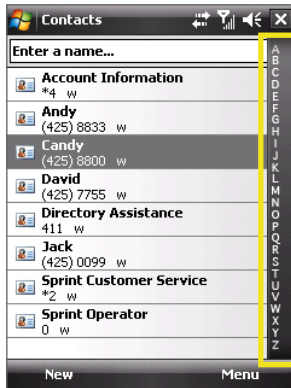 Contacts
Enter a name...
Account Information
*4 w
Andy
(425) 8833 w
Candy
(425) 8800 w
David
(425) 7755 w
Directory Assistance
411 w
Jack
(425) 0099 w
Sprint Customer Service
*2 w
Sprint Operator
0 w
A
B
C
D
E
F
G
H
I
J
K
L
M
N
O
P
Q
R
S
T
U
V
W
X
Y
Z
New Menu